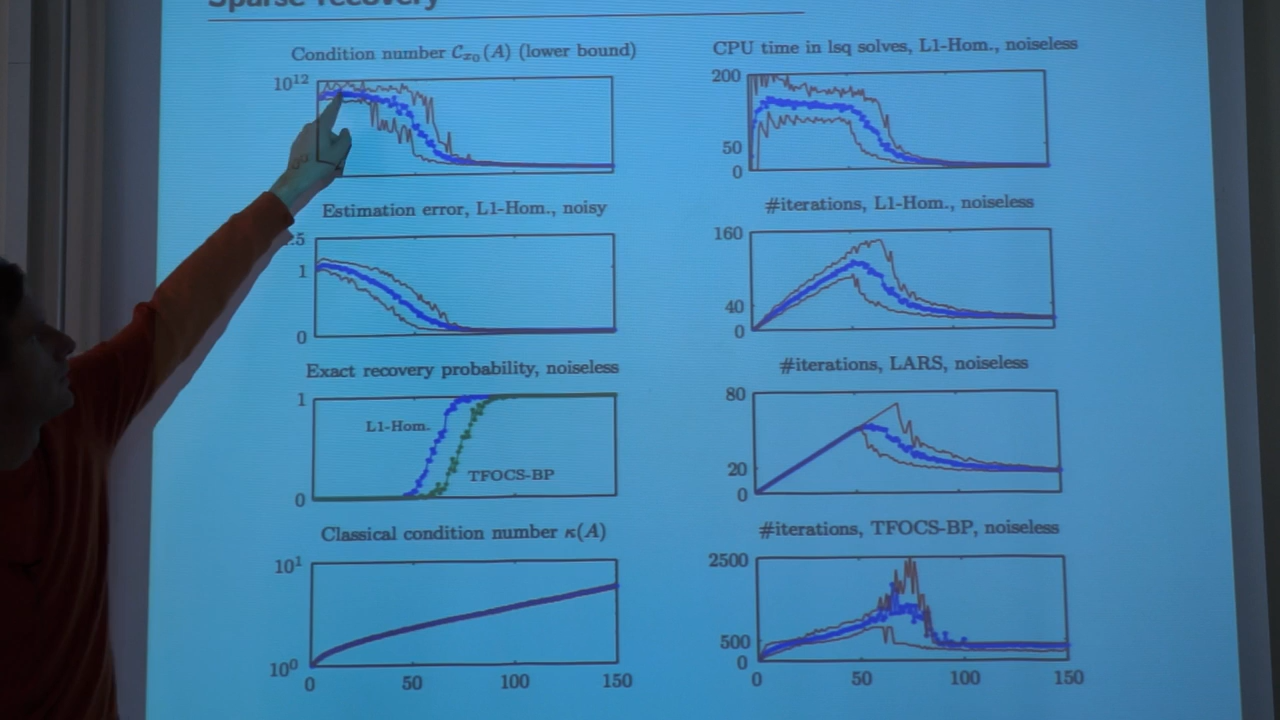 Sparse recovery
Condition number 𝒞ₓ₀(A) (lower bound)
10¹²
CPU time in lsq solves, L1-Hom., noiseless
200
50
0
Estimation error, L1-Hom., noisy
1
0
#iterations, L1-Hom., noiseless
160
40
0
Exact recovery probability, noiseless
1
L1-Hom.
TFOCS-BP
0
#iterations, LARS, noiseless
80
20
0
Classical condition number κ(A)
10¹
10⁰
0 50 100 150
#iterations, TFOCS-BP, noiseless
2500
500
0
0 50 100 150